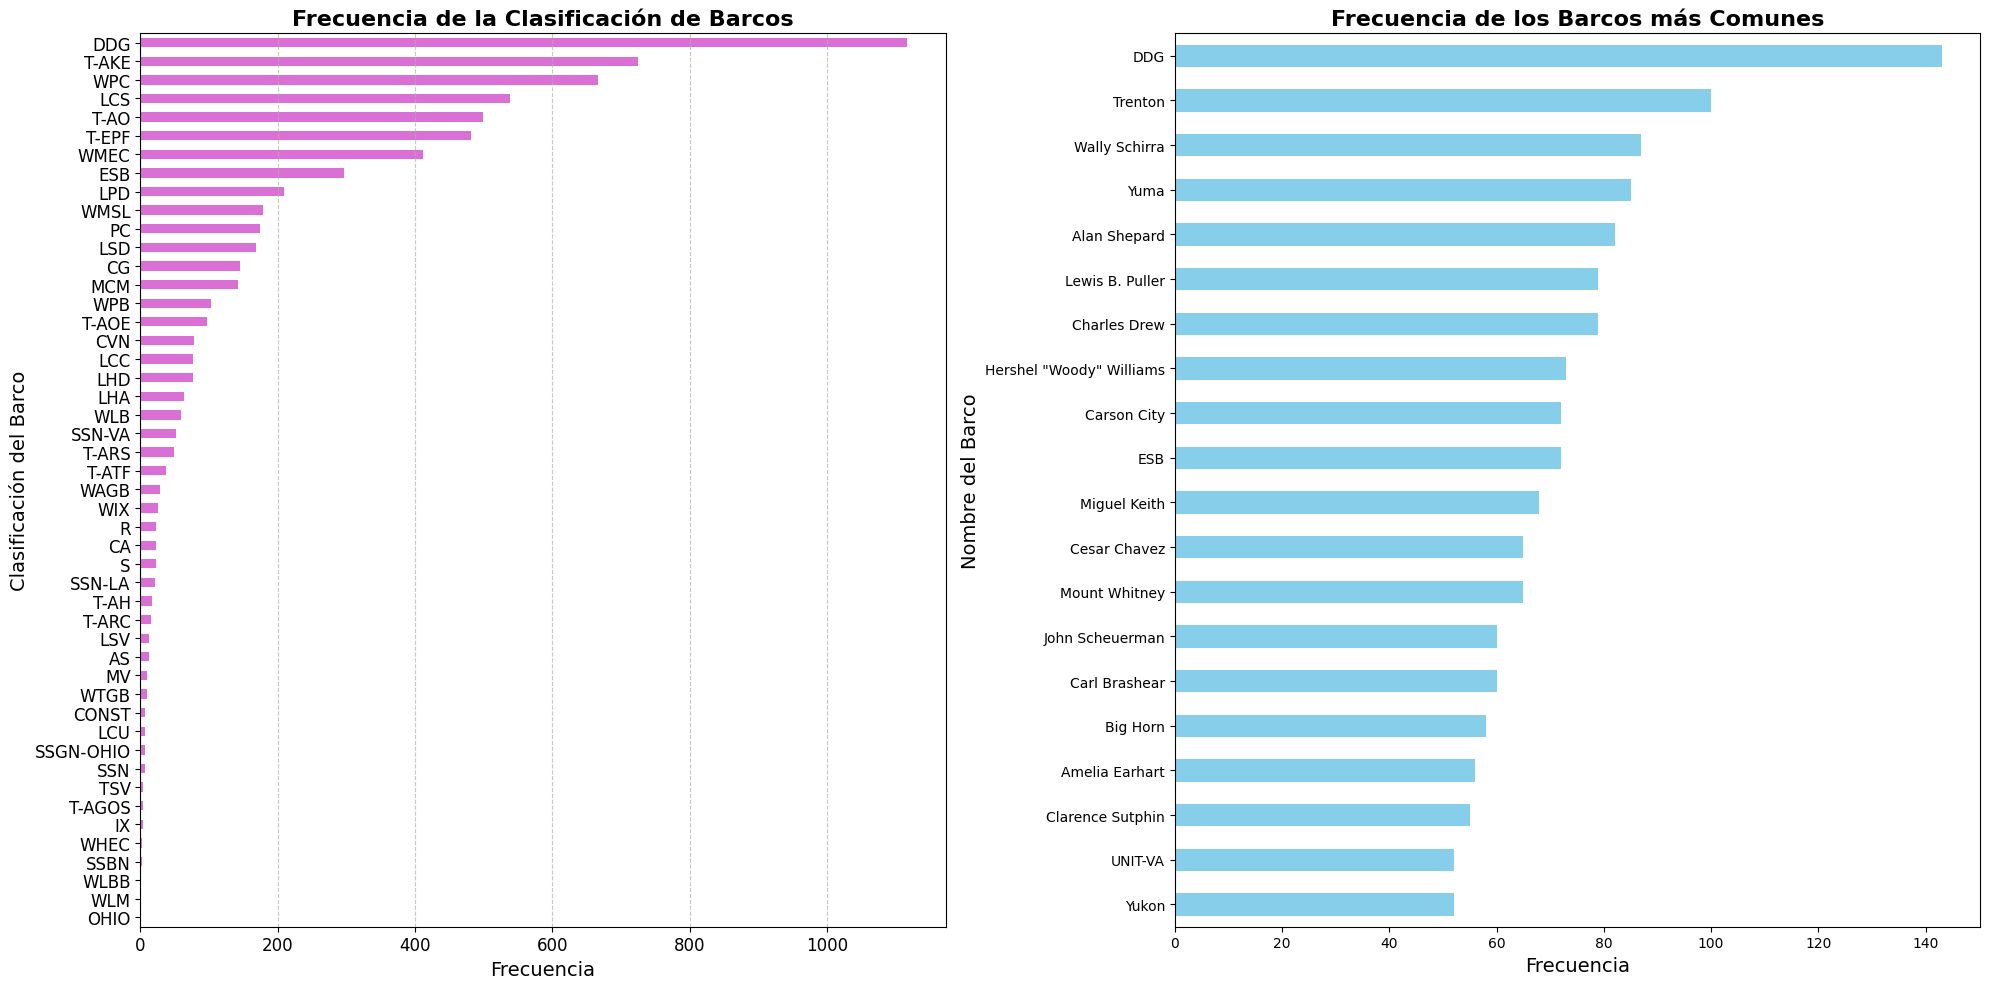 Frecuencia de la Clasificación de Barcos
Clasificación del Barco
DDG
T-AKE
WPC
LCS
T-AO
T-EPF
WMEC
ESB
LPD
WMSL
PC
LSD
CG
MCM
WPB
T-AOE
CVN
LCC
LHD
LHA
WLB
SSN-VA
T-ARS
T-ATF
WAGB
WIX
R
CA
S
SSN-LA
T-AH
T-ARC
LSV
AS
MV
WTGB
CONST
LCU
SSGN-OHIO
SSN
TSV
T-AGOS
IX
WHEC
SSBN
WLBB
WLM
OHIO
0 200 400 600 800 1000
Frecuencia
Frecuencia de los Barcos más Comunes
Nombre del Barco
DDG
Trenton
Wally Schirra
Yuma
Alan Shepard
Lewis B. Puller
Charles Drew
Hershel "Woody" Williams
Carson City
ESB
Miguel Keith
Cesar Chavez
Mount Whitney
John Scheuerman
Carl Brashear
Big Horn
Amelia Earhart
Clarence Sutphin
UNIT-VA
Yukon
0 20 40 60 80 100 120 140
Frecuencia